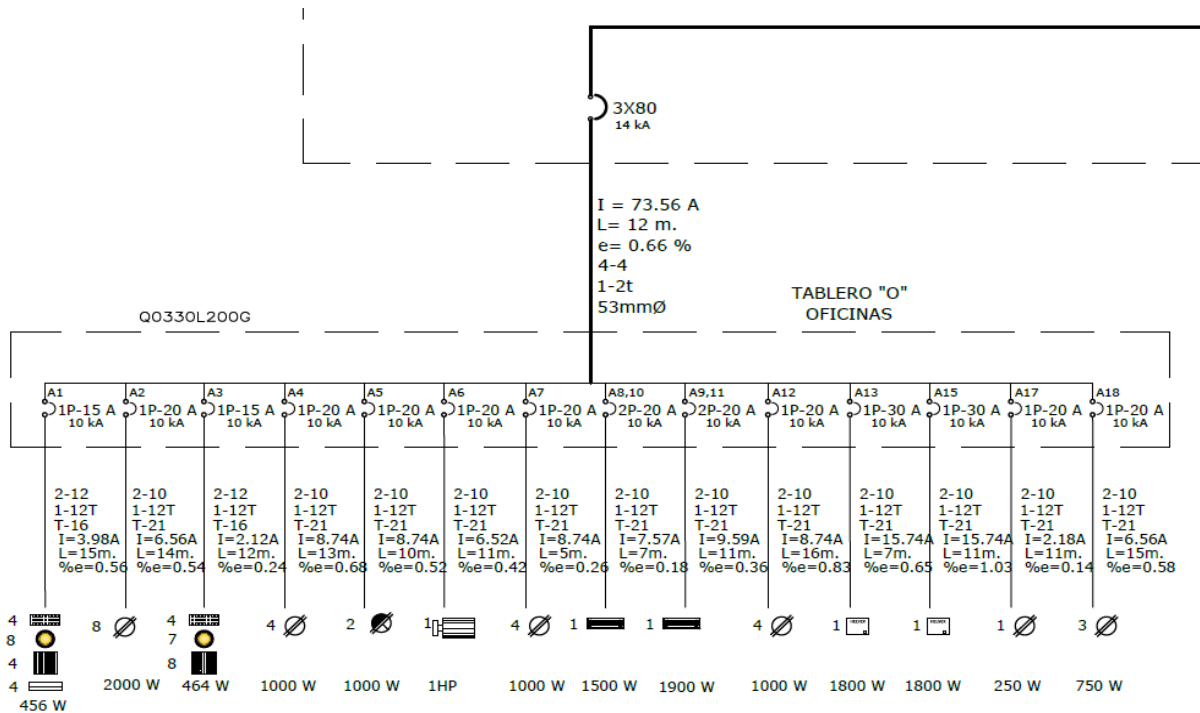 3X80
14 kA
I = 73.56 A
L= 12 m.
e= 0.66 %
4-4
1-2t
53mmØ
TABLERO "O"
OFICINAS
QO330L200G
A1
1P-15 A
10 kA
A2
1P-20 A
10 kA
A3
1P-15 A
10 kA
A4
1P-20 A
10 kA
A5
1P-20 A
10 kA
A6
1P-20 A
10 kA
A7
1P-20 A
10 kA
A8,10
2P-20 A
10 kA
A9,11
2P-20 A
10 kA
A12
1P-20 A
10 kA
A13
1P-30 A
10 kA
A15
1P-30 A
10 kA
A17
1P-20 A
10 kA
A18
1P-20 A
10 kA
2-12
1-12T
T-16
I=3.98A
L=15m.
%e=0.56
2-10
1-12T
T-21
I=6.56A
L=14m.
%e=0.54
2-12
1-12T
T-16
I=2.12A
L=12m.
%e=0.24
2-10
1-12T
T-21
I=8.74A
L=13m.
%e=0.68
2-10
1-12T
T-21
I=8.74A
L=10m.
%e=0.52
2-10
1-12T
T-21
I=6.52A
L=11m.
%e=0.42
2-10
1-12T
T-21
I=8.74A
L=5m.
%e=0.26
2-10
1-12T
T-21
I=7.57A
L=7m.
%e=0.18
2-10
1-12T
T-21
I=9.59A
L=11m.
%e=0.36
2-10
1-12T
T-21
I=8.74A
L=16m.
%e=0.83
2-10
1-12T
T-21
I=15.74A
L=7m.
%e=0.65
2-10
1-12T
T-21
I=15.74A
L=11m.
%e=1.03
2-10
1-12T
T-21
I=2.18A
L=11m.
%e=0.14
2-10
1-12T
T-21
I=6.56A
L=15m.
%e=0.58
4
8
4
4
456 W
8
2000 W
4
7
8
464 W
4
1000 W
2
1000 W
1
1HP
4
1000 W
1
1500 W
1
1900 W
4
1000 W
1
1800 W
1
1800 W
1
250 W
3
750 W